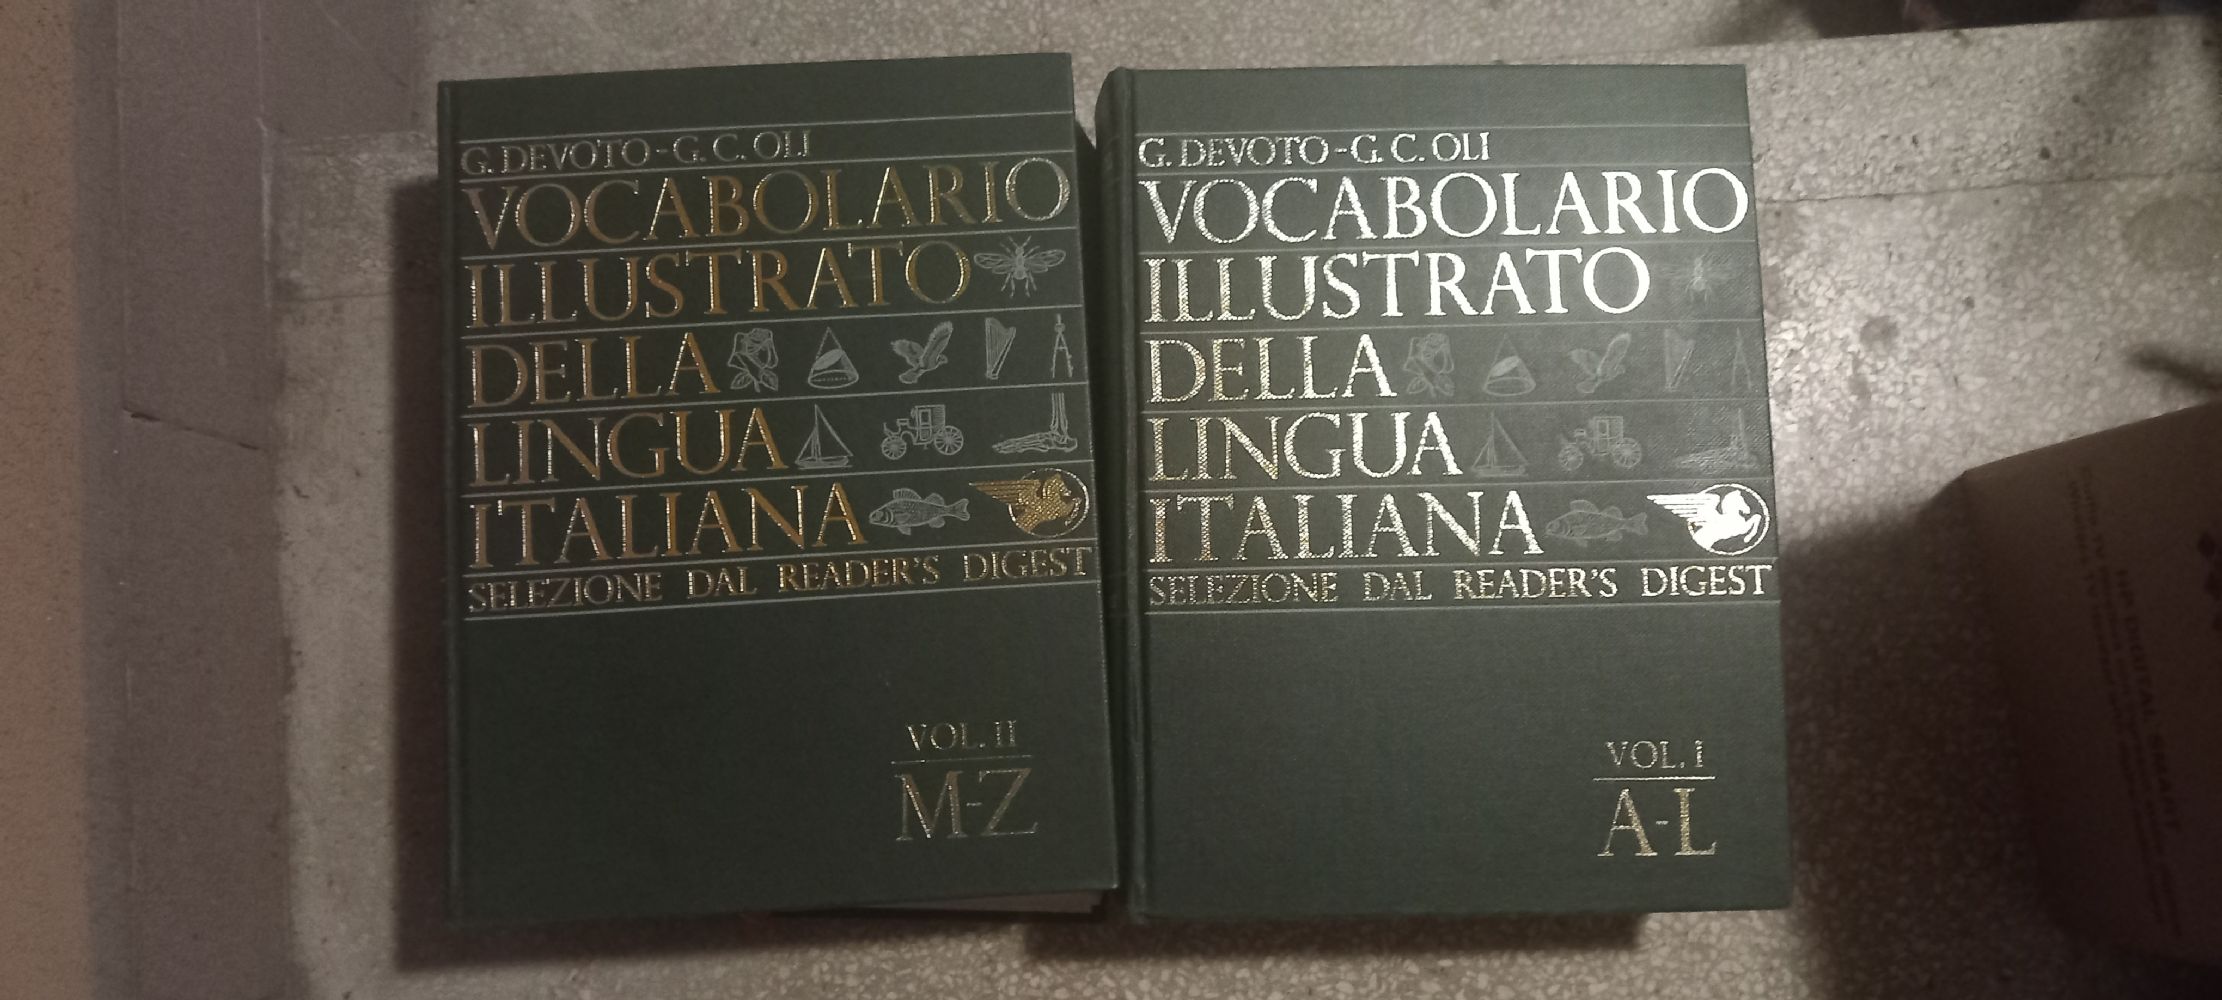 G. DEVOTO - G. C. OLI
VOCABOLARIO
ILLUSTRATO
DELLA
LINGUA
ITALIANA
SELEZIONE DAL READER'S DIGEST
VOL. II
M-Z
G. DEVOTO - G. C. OLI
VOCABOLARIO
ILLUSTRATO
DELLA
LINGUA
ITALIANA
SELEZIONE DAL READER'S DIGEST
VOL. I
A-L